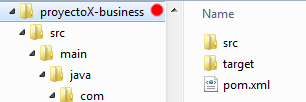 proyectoX-business
src
main
java
com
Name
src
target
pom.xml